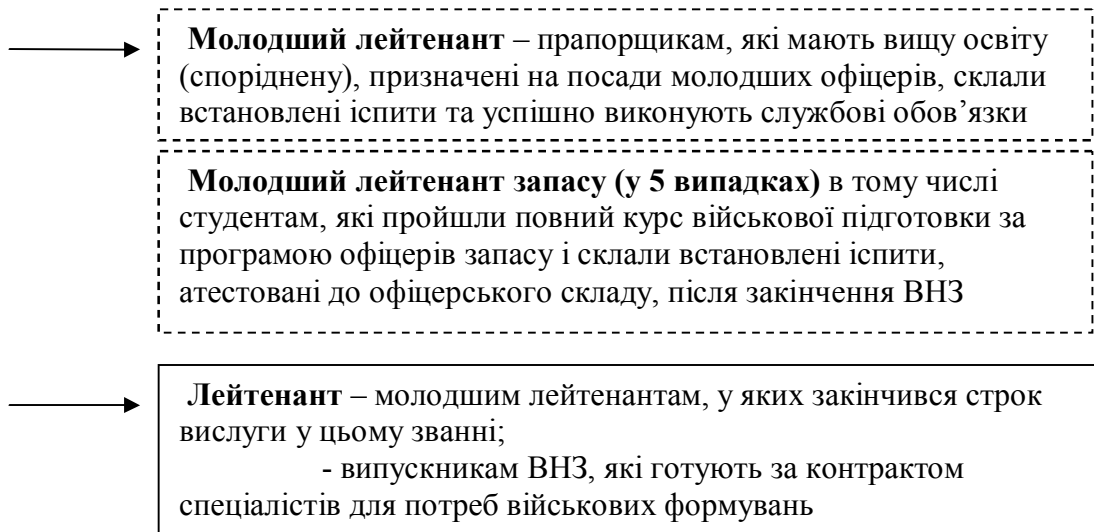 Молодший лейтенант – прапорщикам, які мають вищу освіту
(споріднену), призначені на посади молодших офіцерів, склали
встановлені іспити та успішно виконують службові обов’язки
Молодший лейтенант запасу (у 5 випадках) в тому числі
студентам, які пройшли повний курс військової підготовки за
програмою офіцерів запасу і склали встановлені іспити,
атестовані до офіцерського складу, після закінчення ВНЗ
Лейтенант – молодшим лейтенантам, у яких закінчився строк
вислуги у цьому званні;
- випускникам ВНЗ, які готують за контрактом
спеціалістів для потреб військових формувань